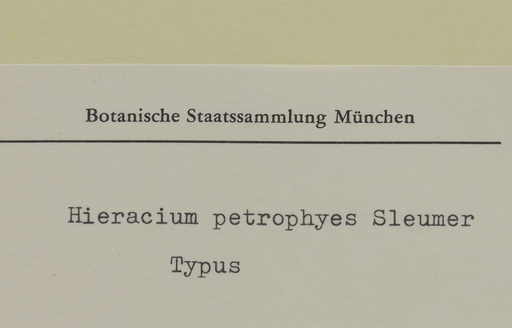 Botanische Staatssammlung München
Hieracium petrophyes Sleumer
Typus